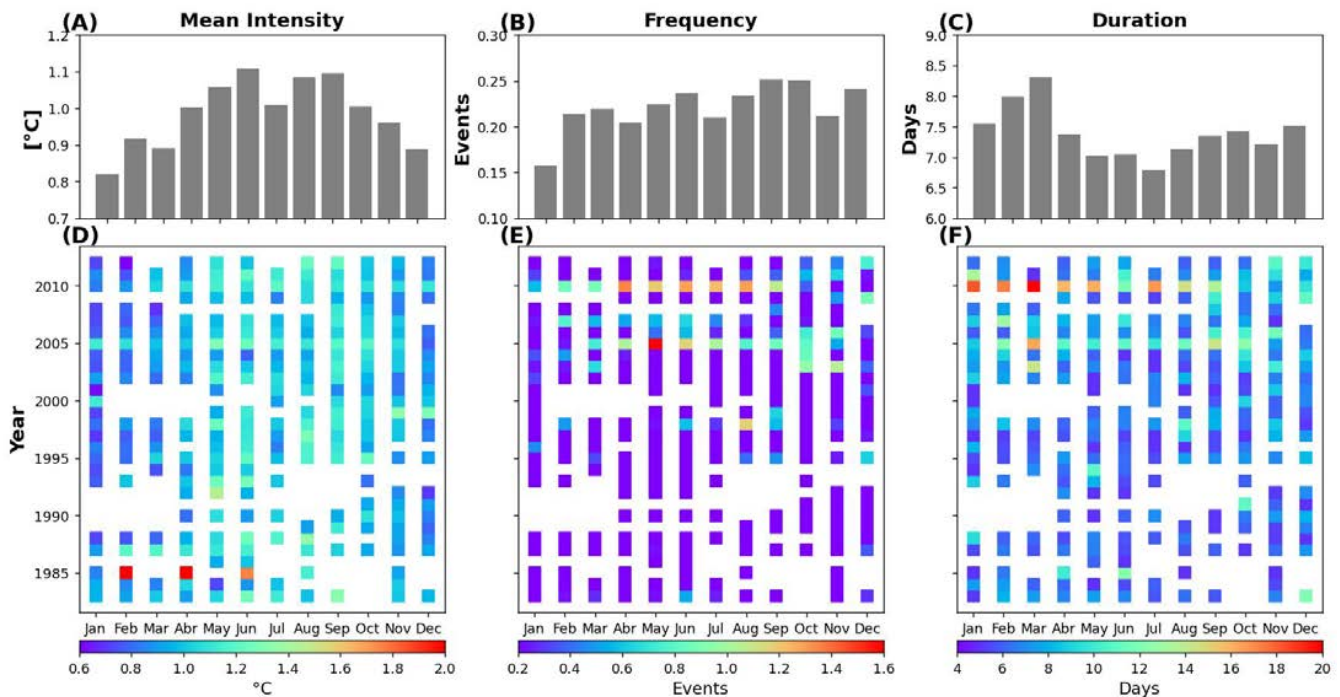 (A) Mean Intensity
(B) Frequency
(C) Duration
1.2
1.1
1.0
0.9
0.8
0.7
[°C]
0.30
0.25
0.20
0.15
0.10
Events
9.0
8.5
8.0
7.5
7.0
6.5
6.0
Days
(D)
(E)
(F)
2010
2005
2000
1995
1990
1985
Year
Jan Feb Mar Abr May Jun Jul Aug Sep Oct Nov Dec
Jan Feb Mar Abr May Jun Jul Aug Sep Oct Nov Dec
Jan Feb Mar Abr May Jun Jul Aug Sep Oct Nov Dec
0.6 0.8 1.0 1.2 1.4 1.6 1.8 2.0
°C
0.2 0.4 0.6 0.8 1.0 1.2 1.4 1.6
Events
4 6 8 10 12 14 16 18 20
Days